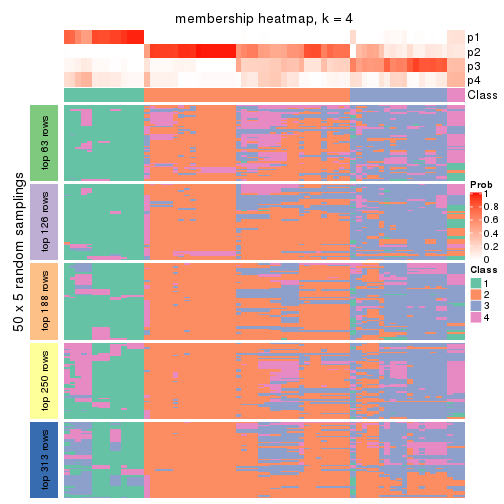 membership heatmap, k = 4
p1
p2
p3
p4
Class
50 x 5 random samplings
top 63 rows
top 126 rows
top 188 rows
top 250 rows
top 313 rows
Prob
1
0.8
0.6
0.4
0.2
0
Class
1
2
3
4